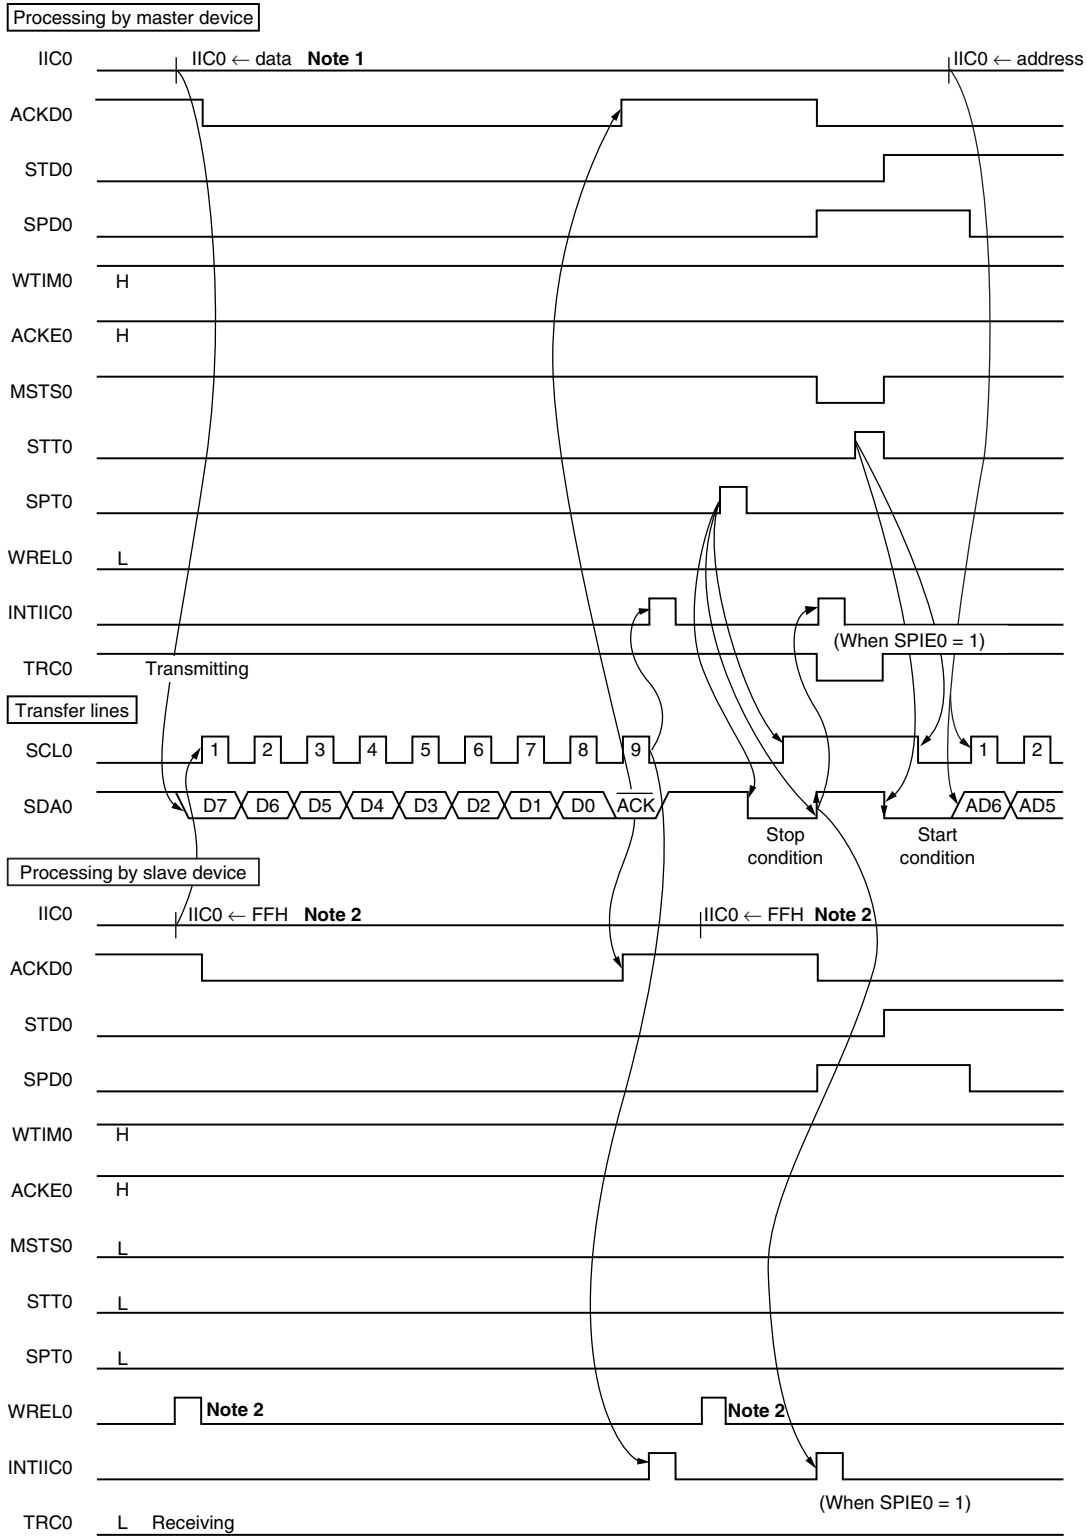 Processing by master device
IIC0 IIC0 ← data Note 1 IIC0 ← address
ACKD0
STD0
SPD0
WTIM0 H
ACKE0 H
MSTS0
STT0
SPT0
WREL0 L
INTIIC0
(When SPIE0 = 1)
TRC0 Transmitting
Transfer lines
SCL0 1 2 3 4 5 6 7 8 9 1 2
SDA0 D7 D6 D5 D4 D3 D2 D1 D0 ACK AD6 AD5
Stop condition Start condition
Processing by slave device
IIC0 IIC0 ← FFH Note 2 IIC0 ← FFH Note 2
ACKD0
STD0
SPD0
WTIM0 H
ACKE0 H
MSTS0 L
STT0 L
SPT0 L
WREL0 Note 2 Note 2
INTIIC0
(When SPIE0 = 1)
TRC0 L Receiving